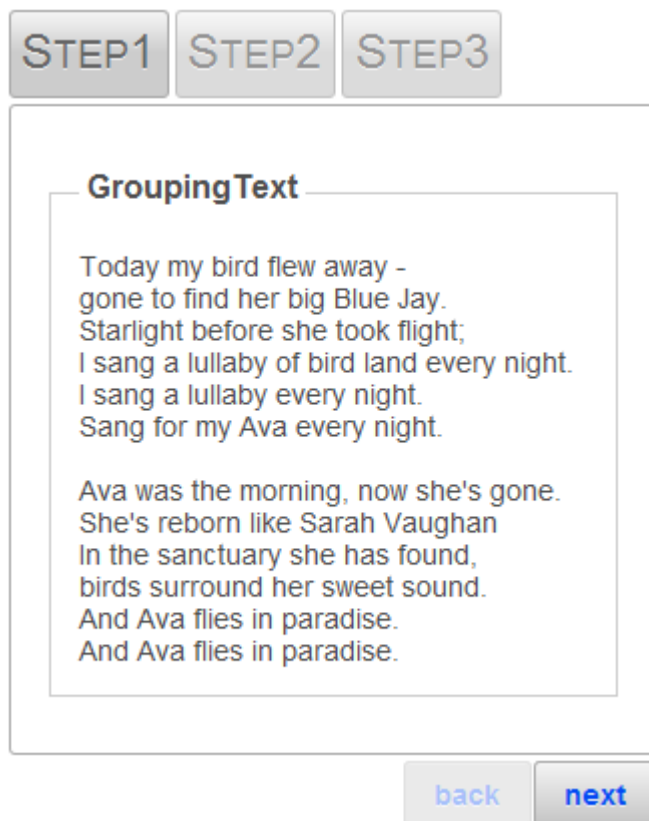 STEP1 STEP2 STEP3
GroupingText
Today my bird flew away -
gone to find her big Blue Jay.
Starlight before she took flight;
I sang a lullaby of bird land every night.
I sang a lullaby every night.
Sang for my Ava every night.
Ava was the morning, now she's gone.
She's reborn like Sarah Vaughan
In the sanctuary she has found,
birds surround her sweet sound.
And Ava flies in paradise.
And Ava flies in paradise.
back next